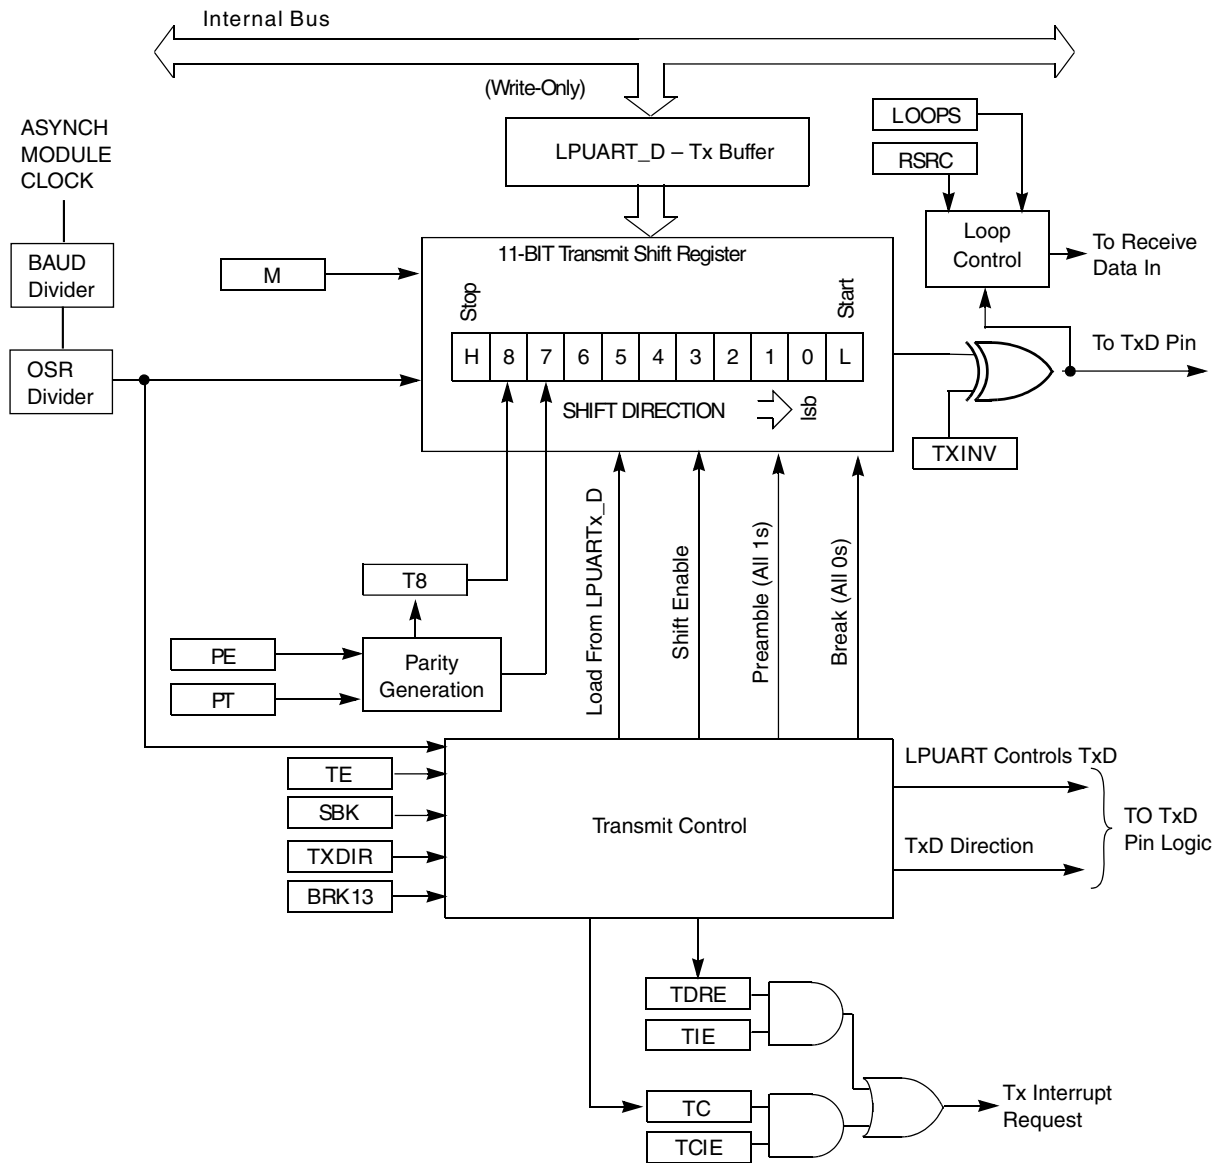 Internal Bus
(Write-Only)
LPUART_D – Tx Buffer
ASYNCH
MODULE
CLOCK
BAUD
Divider
OSR
Divider
M
11-BIT Transmit Shift Register
Stop
Start
H 8 7 6 5 4 3 2 1 0 L
SHIFT DIRECTION
lsb
LOOPS
RSRC
Loop
Control
To Receive
Data In
To TxD Pin
TXINV
T8
PE
PT
Parity
Generation
Load From LPUARTx_D
Shift Enable
Preamble (All 1s)
Break (All 0s)
TE
SBK
TXDIR
BRK13
Transmit Control
LPUART Controls TxD
TxD Direction
TO TxD
Pin Logic
TDRE
TIE
TC
TCIE
Tx Interrupt
Request